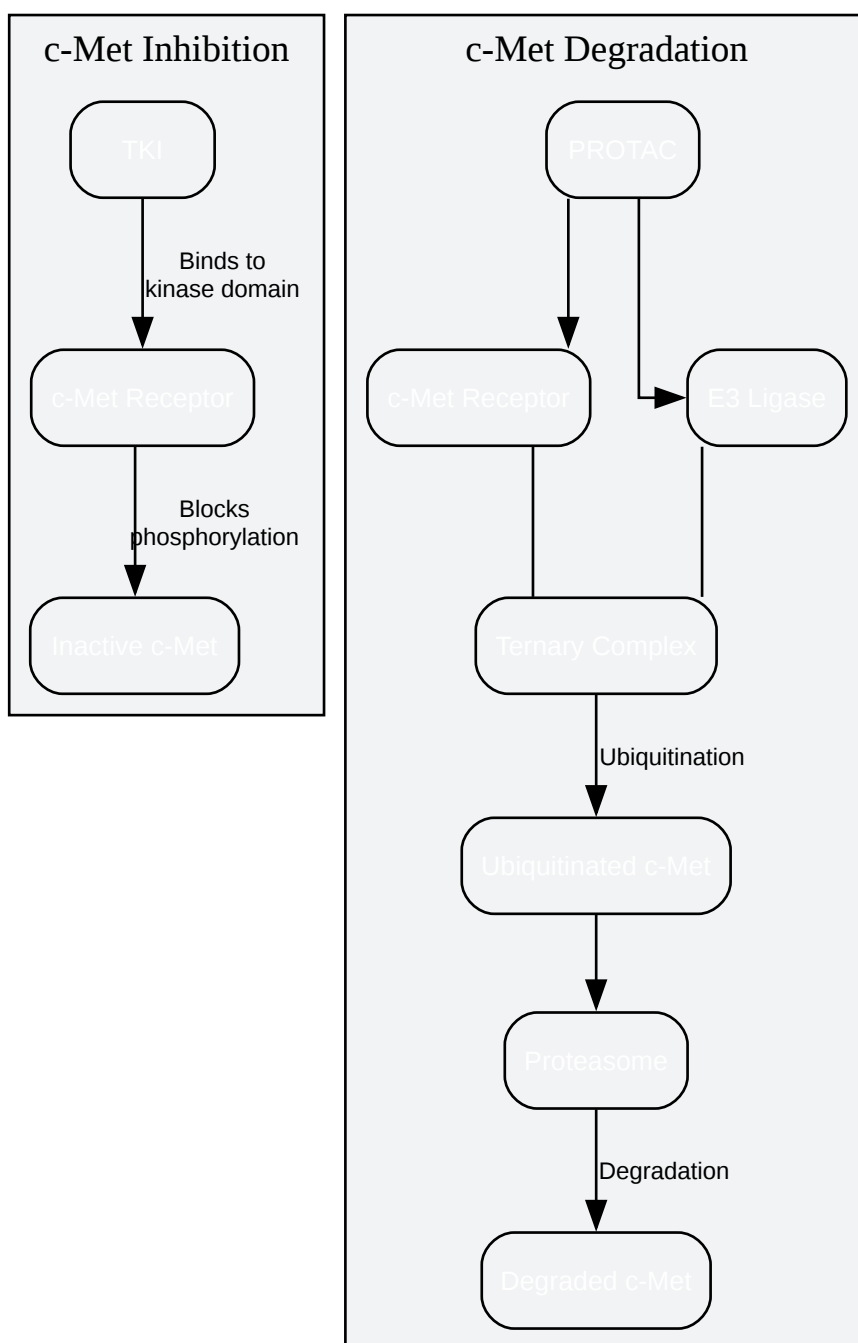 c-Met Inhibition
TKI
Binds to
kinase domain
c-Met Receptor
Blocks
phosphorylation
Inactive c-Met
c-Met Degradation
PROTAC
c-Met Receptor
E3 Ligase
Ternary Complex
Ubiquitination
Ubiquitinated c-Met
Proteasome
Degradation
Degraded c-Met